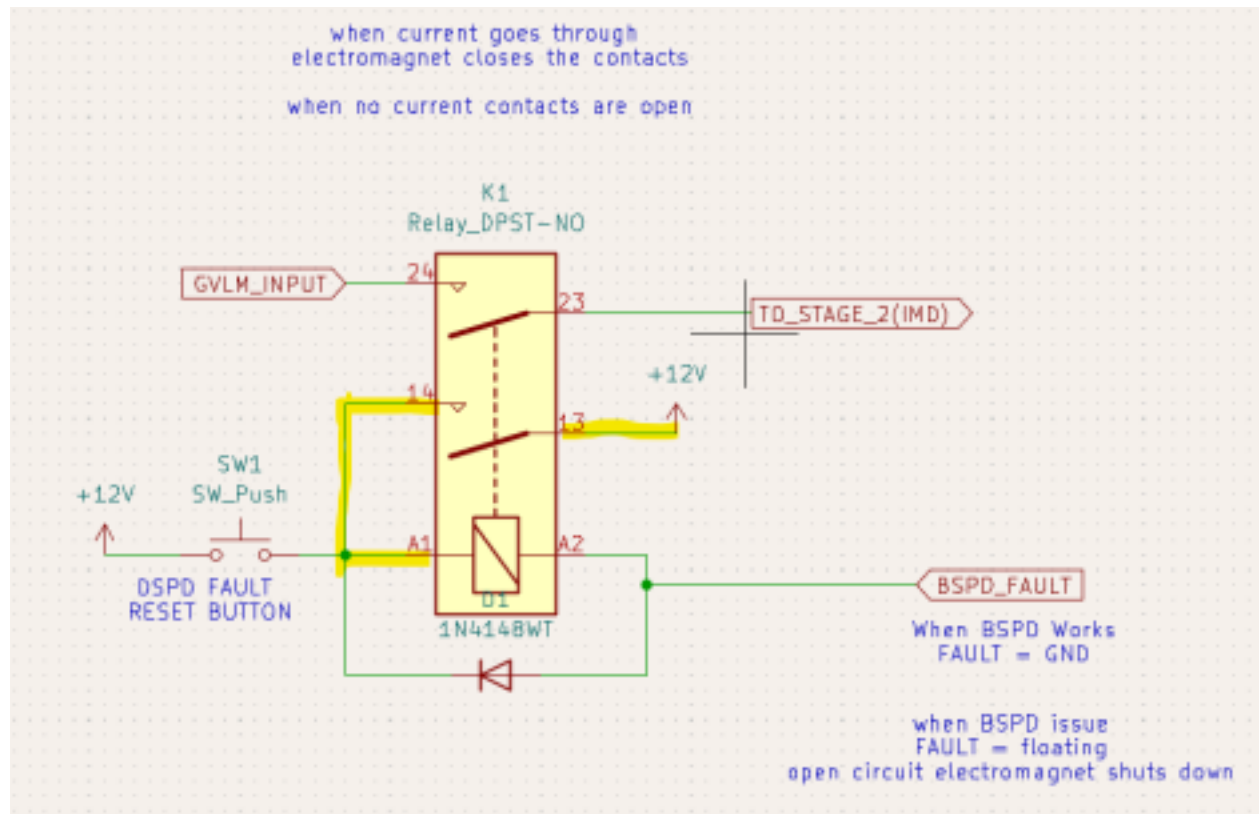 when current goes through
electromagnet closes the contacts
when no current contacts are open
K1
Relay_DPST-NO
GVLM_INPUT
24
23
TO_STAGE_2(IMD)
+12V
14
13
SW1
+12V
SW_Push
A1
A2
DSPD FAULT
RESET BUTTON
D1
BSPD_FAULT
1N4148WT
When BSPD Works
FAULT = GND
when BSPD issue
FAULT = floating
open circuit electromagnet shuts down